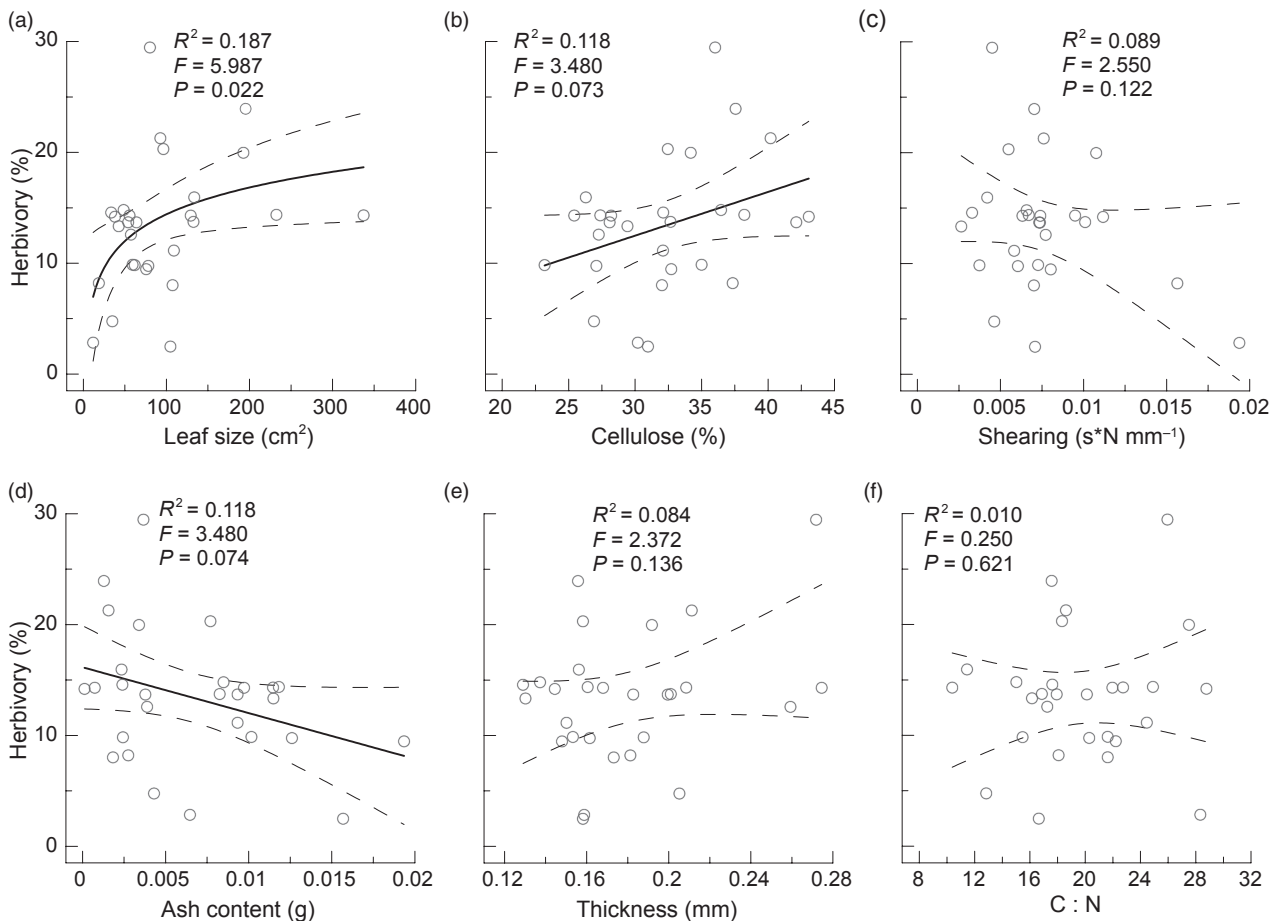 (a)
R² = 0.187
F = 5.987
P = 0.022
30
20
10
0
Herbivory (%)
0 100 200 300 400
Leaf size (cm²)
(b)
R² = 0.118
F = 3.480
P = 0.073
20 25 30 35 40 45
Cellulose (%)
(c)
R² = 0.089
F = 2.550
P = 0.122
0 0.005 0.01 0.015 0.02
Shearing (s*N mm⁻¹)
(d)
R² = 0.118
F = 3.480
P = 0.074
30
20
10
0
Herbivory (%)
0 0.005 0.01 0.015 0.02
Ash content (g)
(e)
R² = 0.084
F = 2.372
P = 0.136
0.12 0.16 0.2 0.24 0.28
Thickness (mm)
(f)
R² = 0.010
F = 0.250
P = 0.621
8 12 16 20 24 28 32
C : N